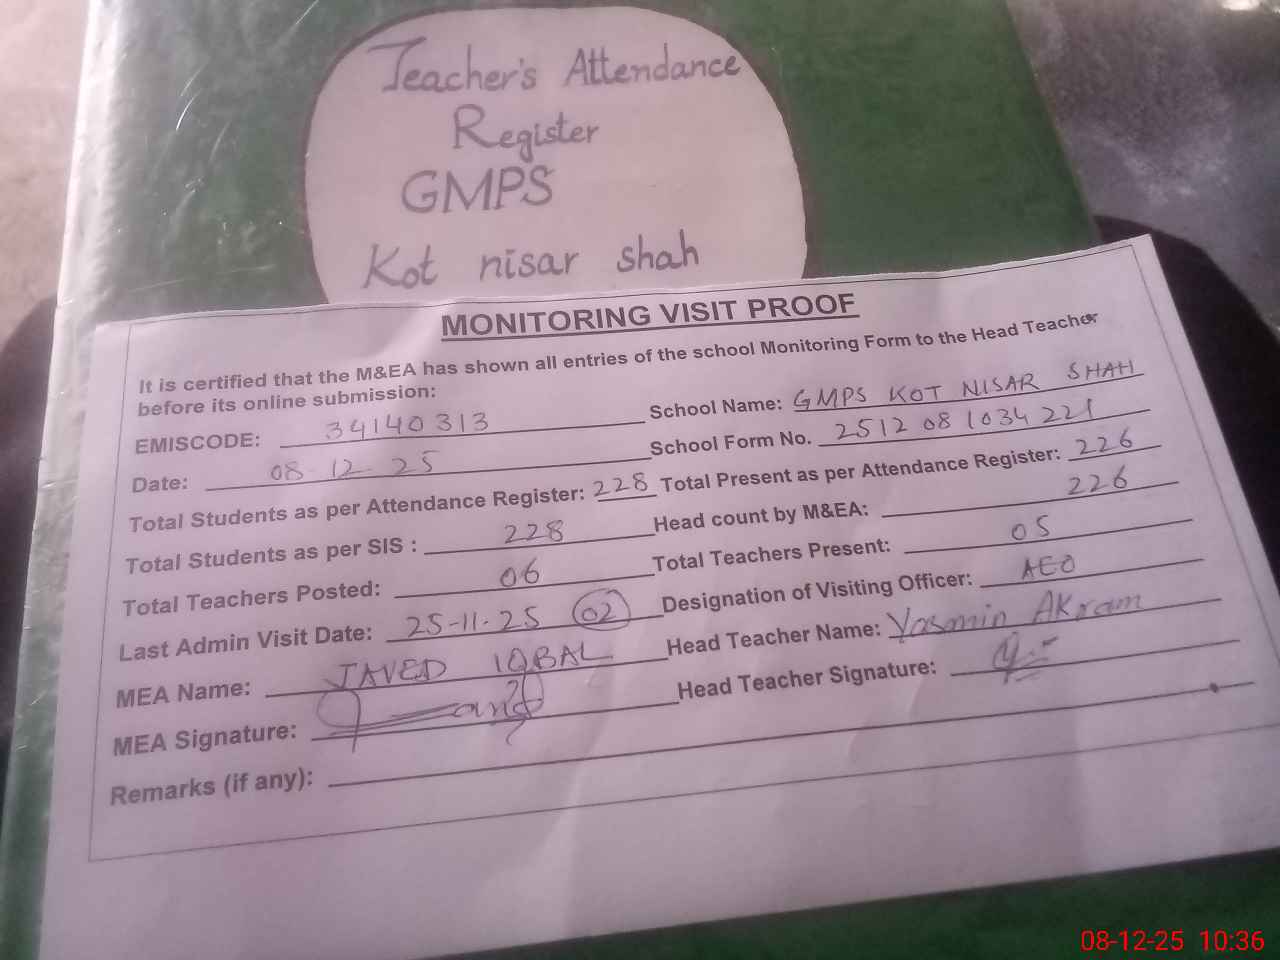 Teacher's Attendance
Register
GMPS
Kot nisar shah
MONITORING VISIT PROOF
It is certified that the M&EA has shown all entries of the school Monitoring Form to the Head Teacher
before its online submission:
EMISCODE: 34140313 School Name: GMPS KOT NISAR SHAH
Date: 08-12-25 School Form No. 2512 08 1034 221
Total Students as per Attendance Register: 228 Total Present as per Attendance Register: 226
Total Students as per SIS : 228 Head count by M&EA: 226
Total Teachers Posted: 06 Total Teachers Present: 05
Last Admin Visit Date: 25-11-25 02 Designation of Visiting Officer: AEO
MEA Name: JAVED IQBAL Head Teacher Name: Yasmin Akram
MEA Signature: Head Teacher Signature:
Remarks (if any):
08-12-25 10:36